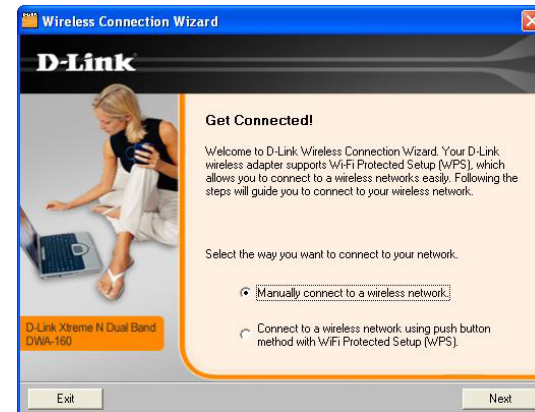 Wireless Connection Wizard
D-Link
Get Connected!
Welcome to D-Link Wireless Connection Wizard. Your D-Link
wireless adapter supports Wi-Fi Protected Setup (WPS), which
allows you to connect to a wireless networks easily. Following the
steps will guide you to connect to your wireless network.
Select the way you want to connect to your network.
Manually connect to a wireless network.
Connect to a wireless network using push button
method with WiFi Protected Setup (WPS).
D-Link Xtreme N Dual Band
DWA-160
Exit
Next